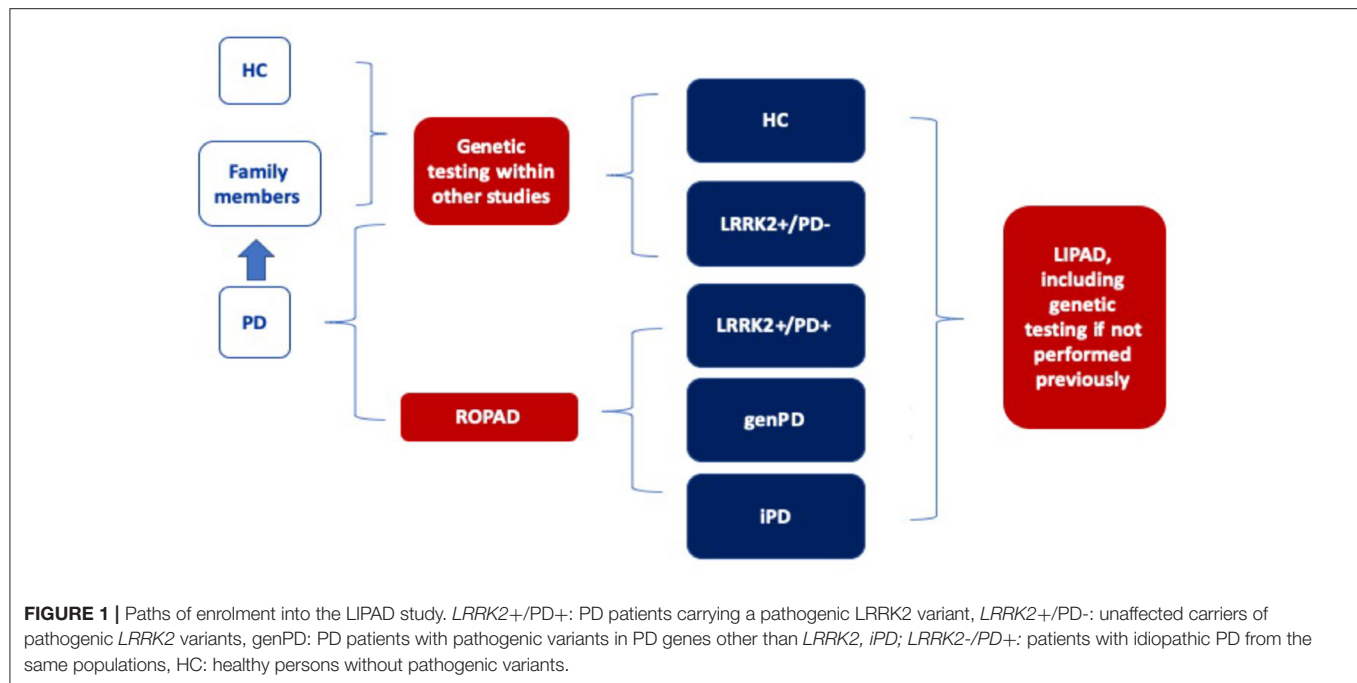 HC
Family
members
PD
Genetic
testing within
other studies
ROPAD
HC
LRRK2+/PD-
LRRK2+/PD+
genPD
iPD
LIPAD,
including
genetic
testing if not
performed
previously
FIGURE 1 | Paths of enrolment into the LIPAD study. LRRK2+/PD+: PD patients carrying a pathogenic LRRK2 variant, LRRK2+/PD-: unaffected carriers of
pathogenic LRRK2 variants, genPD: PD patients with pathogenic variants in PD genes other than LRRK2, iPD; LRRK2-/PD+: patients with idiopathic PD from the
same populations, HC: healthy persons without pathogenic variants.